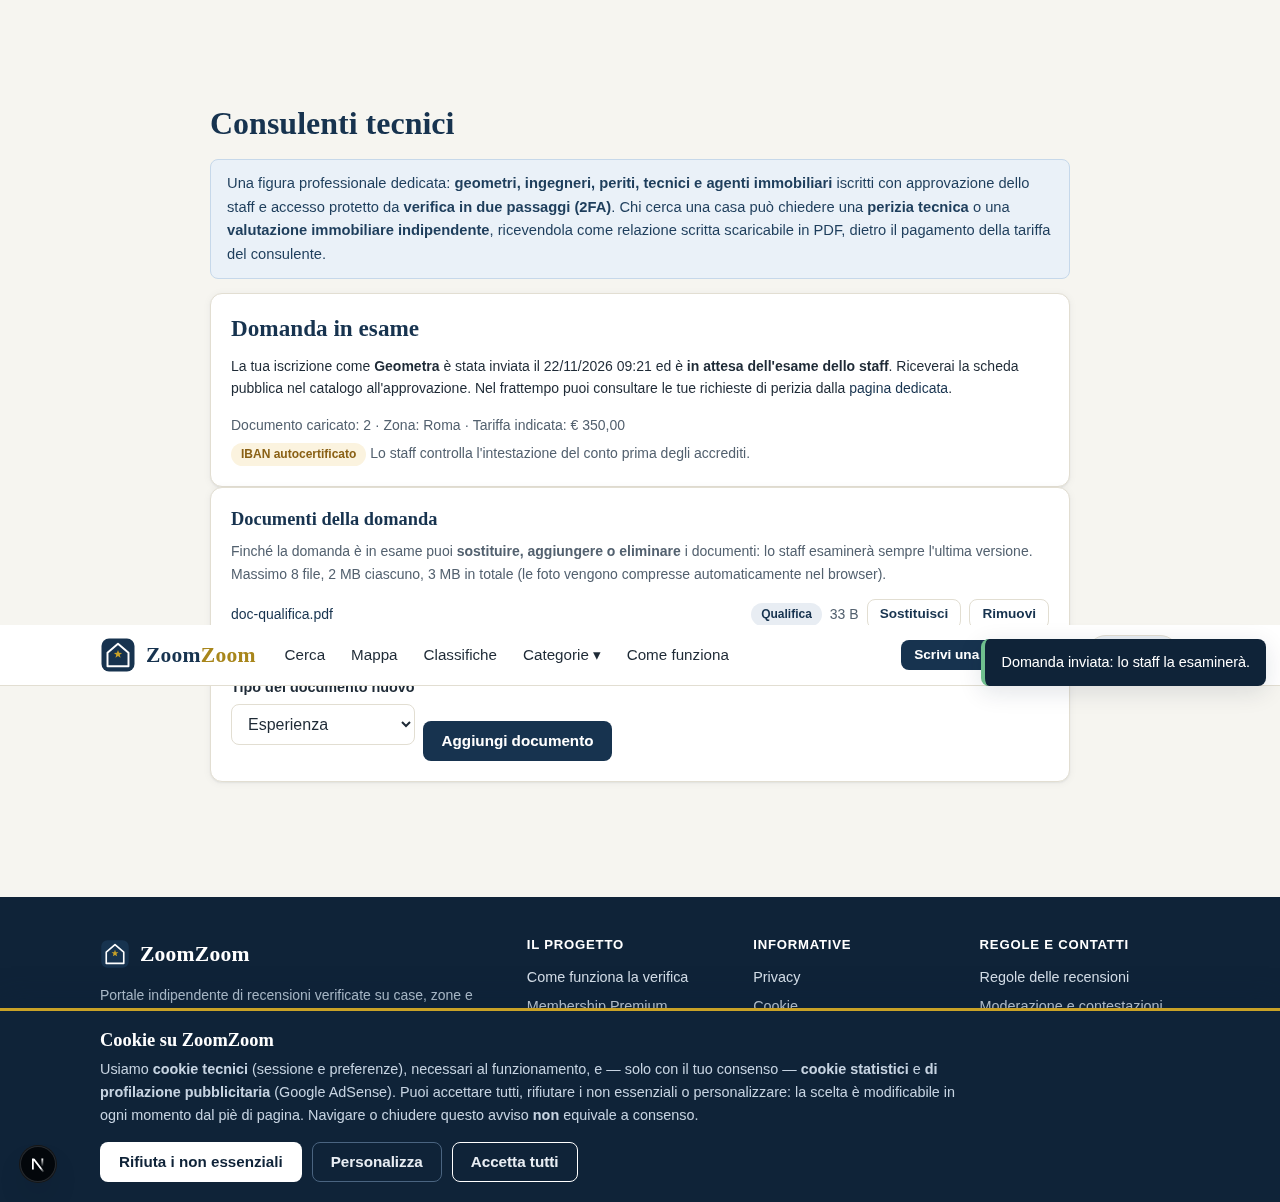 Consulenti tecnici
Una figura professionale dedicata: geometri, ingegneri, periti, tecnici e agenti immobiliari iscritti con approvazione dello
staff e accesso protetto da verifica in due passaggi (2FA). Chi cerca una casa può chiedere una perizia tecnica o una
valutazione immobiliare indipendente, ricevendola come relazione scritta scaricabile in PDF, dietro il pagamento della tariffa
del consulente.
Domanda in esame
La tua iscrizione come Geometra è stata inviata il 22/11/2026 09:21 ed è in attesa dell'esame dello staff. Riceverai la scheda
pubblica nel catalogo all'approvazione. Nel frattempo puoi consultare le tue richieste di perizia dalla pagina dedicata.
Documento caricato: 2 · Zona: Roma · Tariffa indicata: € 350,00
IBAN autocertificato Lo staff controlla l'intestazione del conto prima degli accrediti.
Documenti della domanda
Finché la domanda è in esame puoi sostituire, aggiungere o eliminare i documenti: lo staff esaminerà sempre l'ultima versione.
Massimo 8 file, 2 MB ciascuno, 3 MB in totale (le foto vengono compresse automaticamente nel browser).
doc-qualifica.pdf Qualifica 33 B Sostituisci Rimuovi
ZoomZoom Cerca Mappa Classifiche Categorie ▾ Come funziona Scrivi una
Domanda inviata: lo staff la esaminerà.
Tipo del documento nuovo
Esperienza Aggiungi documento
ZoomZoom
Portale indipendente di recensioni verificate su case, zone e
IL PROGETTO
Come funziona la verifica
Membership Premium
INFORMATIVE
Privacy
Cookie
REGOLE E CONTATTI
Regole delle recensioni
Moderazione e contestazioni
Cookie su ZoomZoom
Usiamo cookie tecnici (sessione e preferenze), necessari al funzionamento, e — solo con il tuo consenso — cookie statistici e di
profilazione pubblicitaria (Google AdSense). Puoi accettare tutti, rifiutare i non essenziali o personalizzare: la scelta è modificabile in
ogni momento dal piè di pagina. Navigare o chiudere questo avviso non equivale a consenso.
Rifiuta i non essenziali Personalizza Accetta tutti